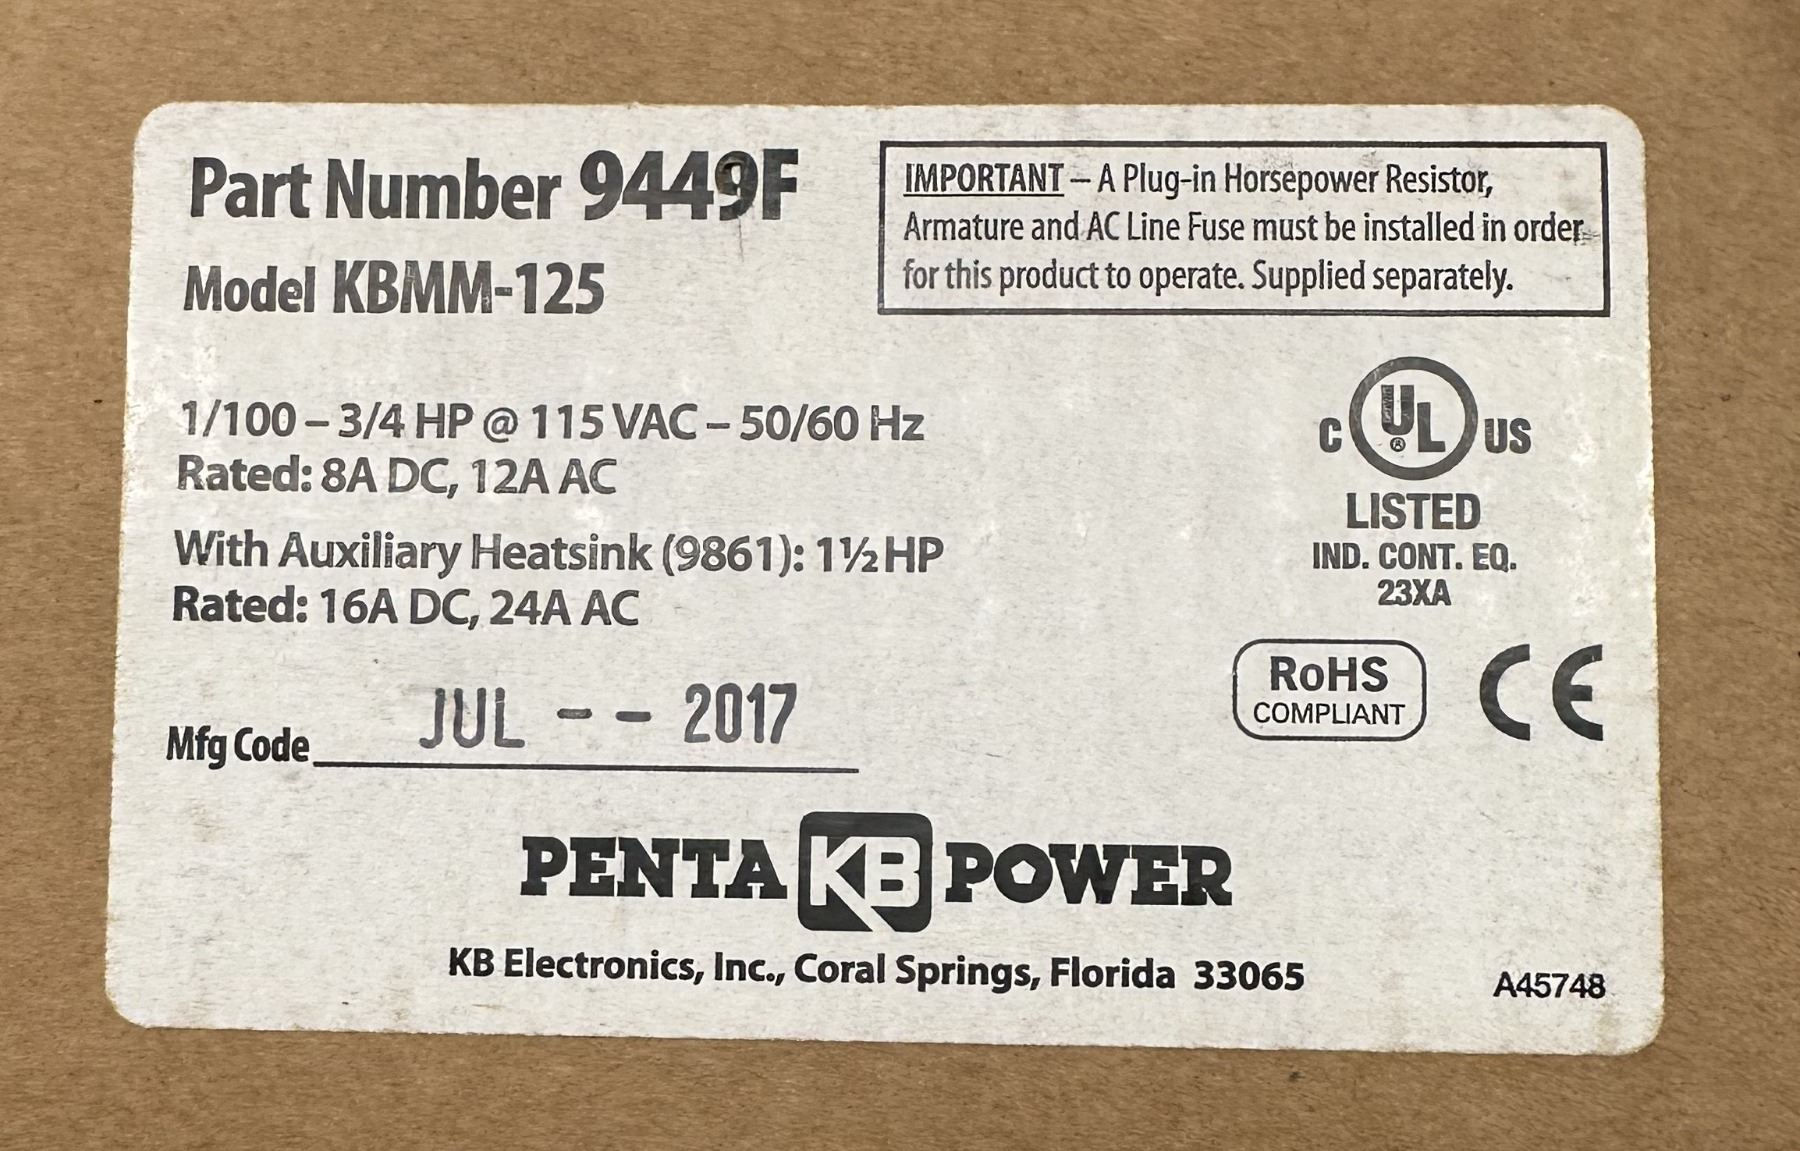 Part Number 9449F
Model KBMM-125
IMPORTANT – A Plug-in Horsepower Resistor,
Armature and AC Line Fuse must be installed in order
for this product to operate. Supplied separately.
1/100 – 3/4 HP @ 115 VAC – 50/60 Hz
Rated: 8A DC, 12A AC
With Auxiliary Heatsink (9861): 1½ HP
Rated: 16A DC, 24A AC
C UL® US
LISTED
IND. CONT. EQ.
23XA
RoHS
COMPLIANT
CE
Mfg Code JUL -- 2017
PENTA KB POWER
KB Electronics, Inc., Coral Springs, Florida 33065
A45748